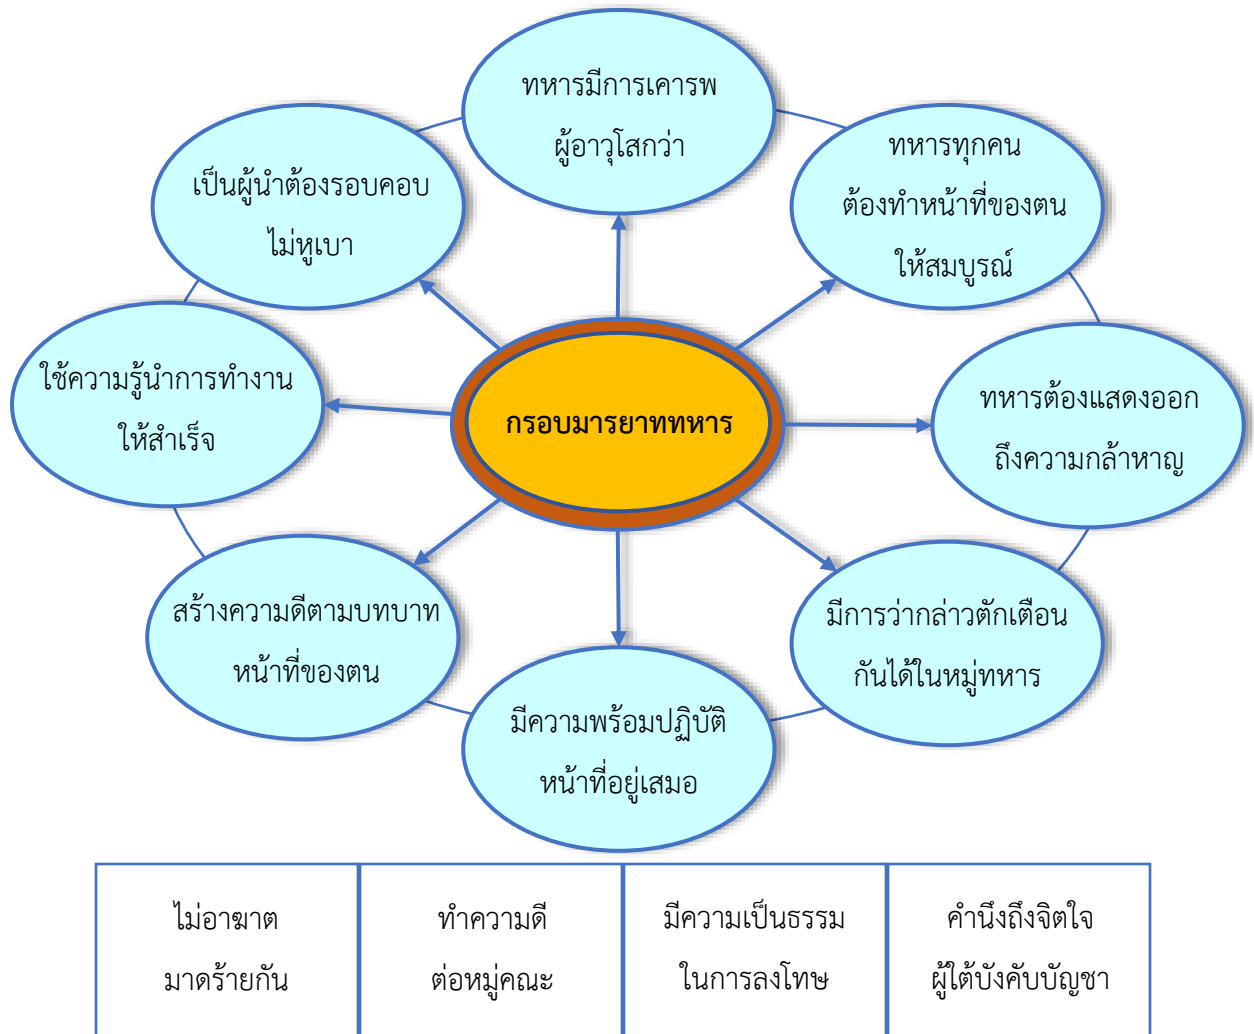 ทหารมีการเคารพ
ผู้อาวุโสกว่า
เป็นผู้นำต้องรอบคอบ
ไม่หูเบา
ทหารทุกคน
ต้องทำหน้าที่ของตน
ให้สมบูรณ์
ใช้ความรู้นำการทำงาน
ให้สำเร็จ
กรอบมารยาททหาร
ทหารต้องแสดงออก
ถึงความกล้าหาญ
สร้างความดีตามบทบาท
หน้าที่ของตน
มีการว่ากล่าวตักเตือน
กันได้ในหมู่ทหาร
มีความพร้อมปฏิบัติ
หน้าที่อยู่เสมอ
ไม่อาฆาต
มาดร้ายกัน
ทำความดี
ต่อหมู่คณะ
มีความเป็นธรรม
ในการลงโทษ
คำนึงถึงจิตใจ
ผู้ใต้บังคับบัญชา